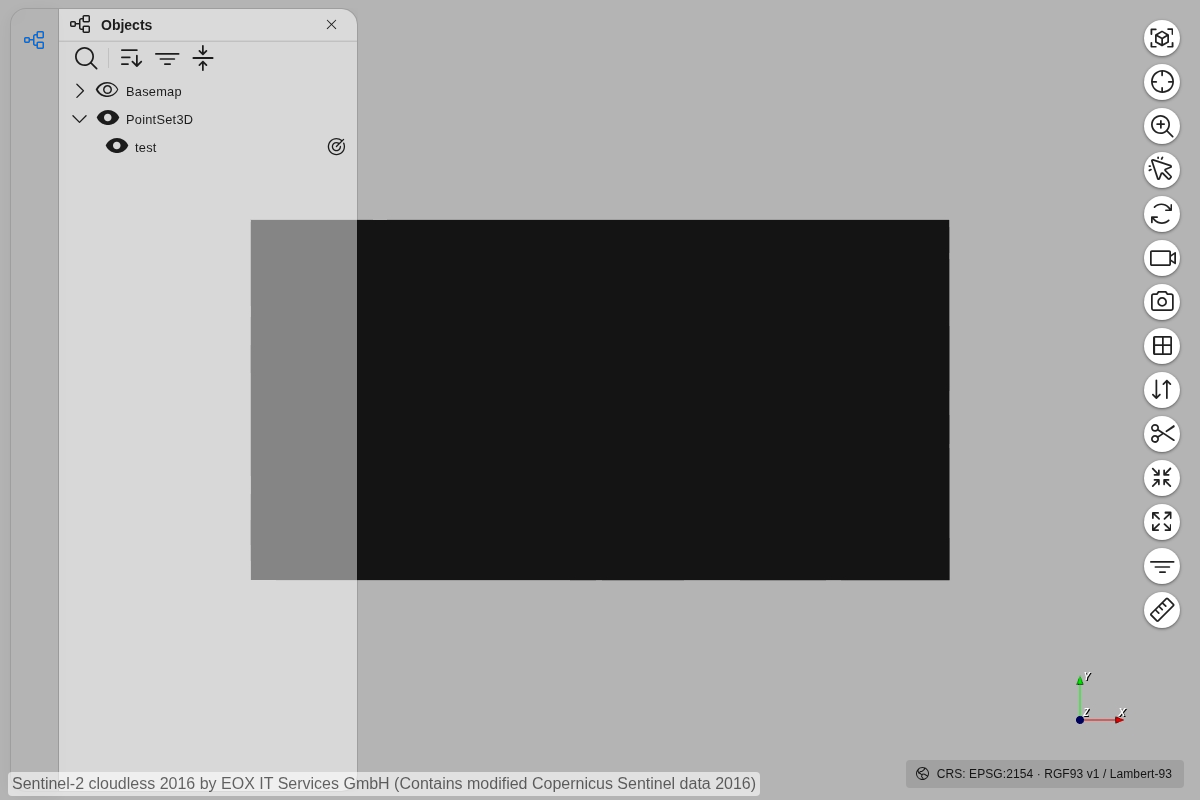 Objects
Basemap
PointSet3D
test
Y
Z
X
CRS: EPSG:2154 · RGF93 v1 / Lambert-93
Sentinel-2 cloudless 2016 by EOX IT Services GmbH (Contains modified Copernicus Sentinel data 2016)